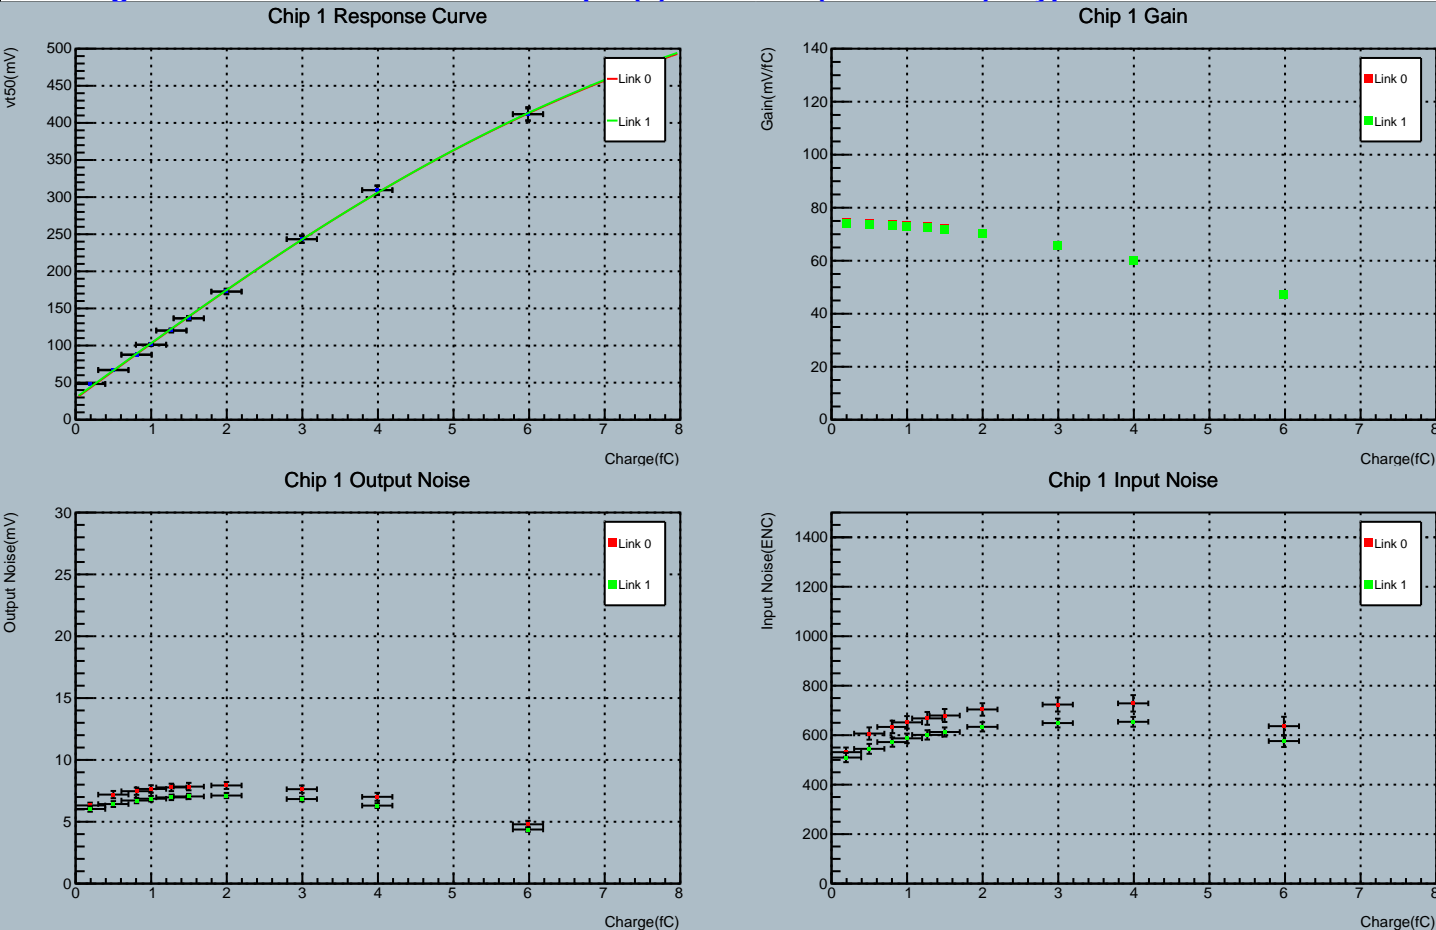 Chip 1 Response Curve
vt50(mV)
500
450
400
350
300
250
200
150
100
50
0
0 1 2 3 4 5 6 7 8
Charge(fC)
Link 0
Link 1
Chip 1 Gain
Gain(mV/fC)
140
120
100
80
60
40
20
0
0 1 2 3 4 5 6 7 8
Charge(fC)
Link 0
Link 1
Chip 1 Output Noise
Output Noise(mV)
30
25
20
15
10
5
0
0 1 2 3 4 5 6 7 8
Charge(fC)
Link 0
Link 1
Chip 1 Input Noise
Input Noise(ENC)
1400
1200
1000
800
600
400
200
0
0 1 2 3 4 5 6 7 8
Charge(fC)
Link 0
Link 1